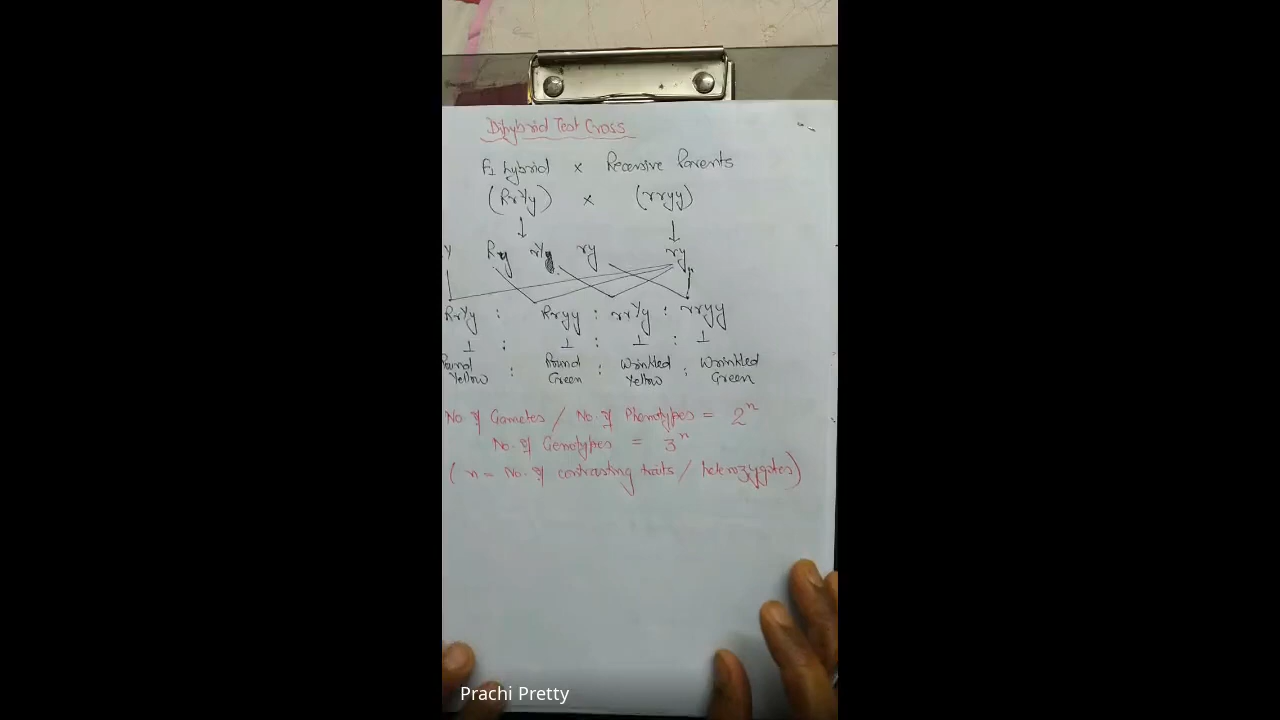 Dihybrid Test Cross
F1 hybrid × Recessive Parents
(RrYy) × (rryy)
Y Ry rY ry ry
RrYy : Rryy : rrYy : rryy
1 : 1 : 1 : 1
Round Yellow : Round Green : Wrinkled Yellow : Wrinkled Green
No. of Gametes / No. of Phenotypes = 2ⁿ
No. of Genotypes = 3ⁿ
(n = No. of contrasting traits / heterozygotes)
Prachi Pretty